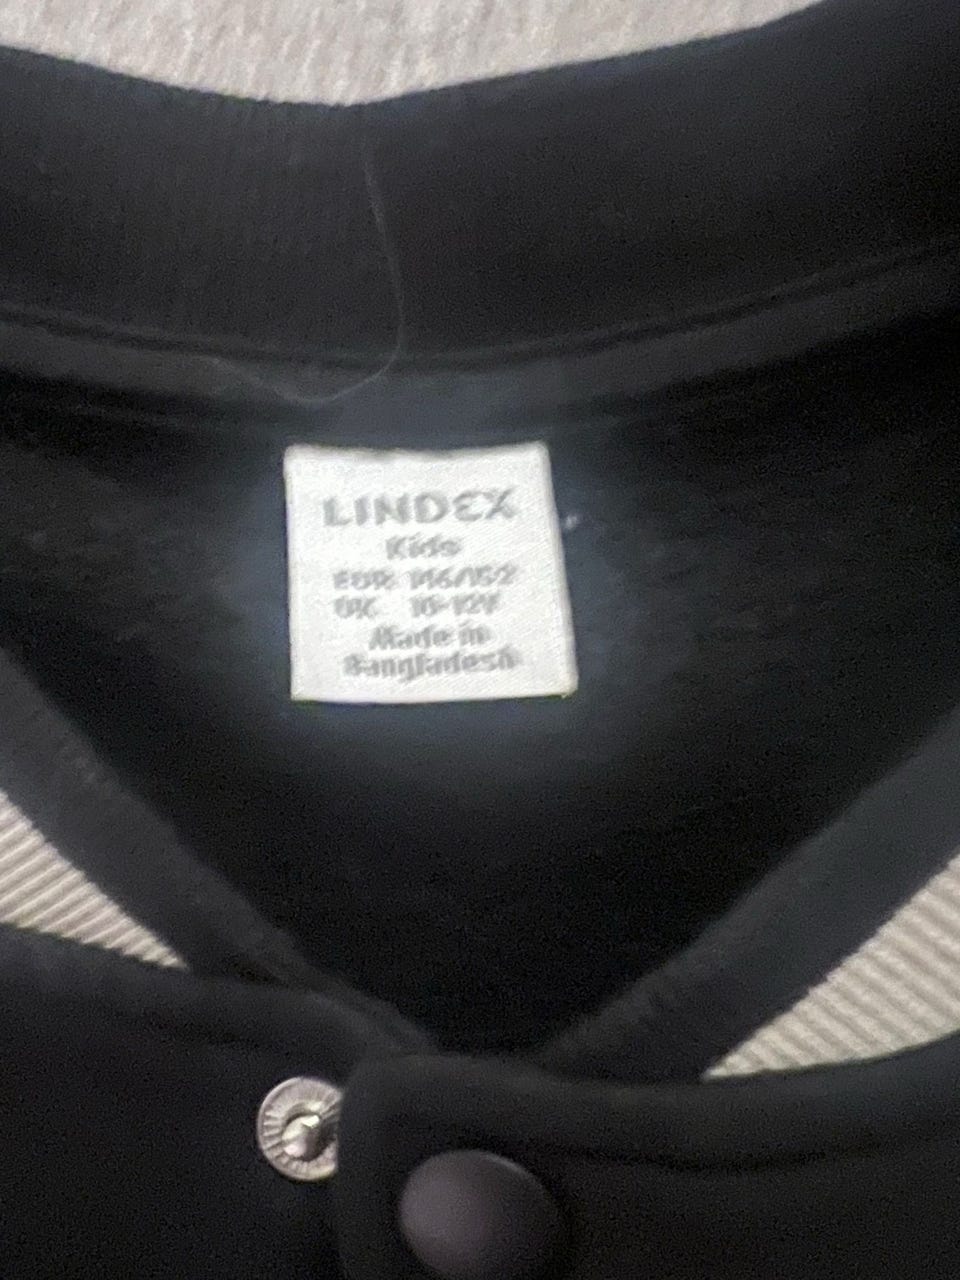 LINDEX
Kids
EUR 146/152
UK 10-12Y
Made in
Bangladesh